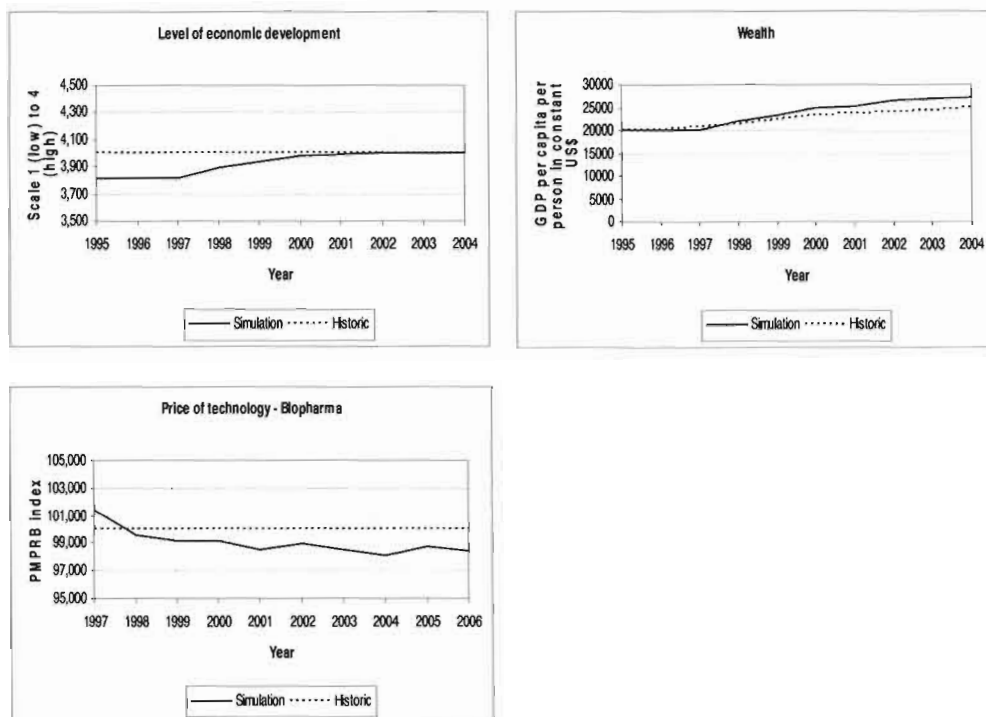 Level of economic development
Scale 1 (low) to 4
(high)
4,500
4,300
4,100
3,900
3,700
3,500
1995 1996 1997 1998 1999 2000 2001 2002 2003 2004
Year
Simulation Historic
Wealth
GDP per capita per
person in constant
US$
30000
25000
20000
15000
10000
5000
0
1995 1996 1997 1998 1999 2000 2001 2002 2003 2004
Year
Simulation Historic
Price of technology - Biopharma
PMPRB index
105,000
103,000
101,000
99,000
97,000
95,000
1997 1998 1999 2000 2001 2002 2003 2004 2005 2006
Year
Simulation Historic